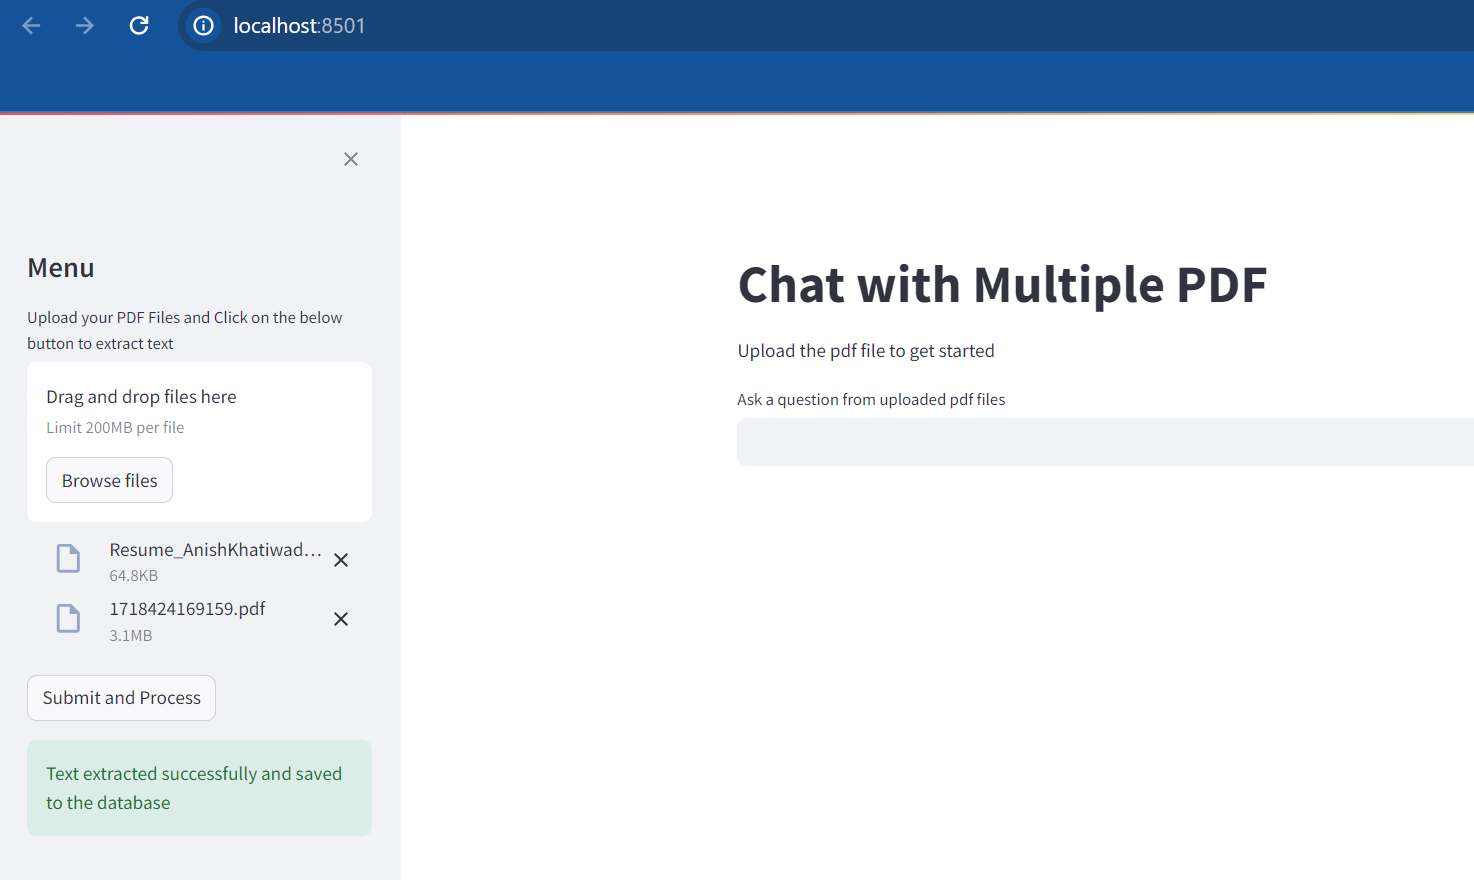 localhost:8501
Menu
Upload your PDF Files and Click on the below
button to extract text
Drag and drop files here
Limit 200MB per file
Browse files
Resume_AnishKhatiwad...
64.8KB
1718424169159.pdf
3.1MB
Submit and Process
Text extracted successfully and saved
to the database
Chat with Multiple PDF
Upload the pdf file to get started
Ask a question from uploaded pdf files